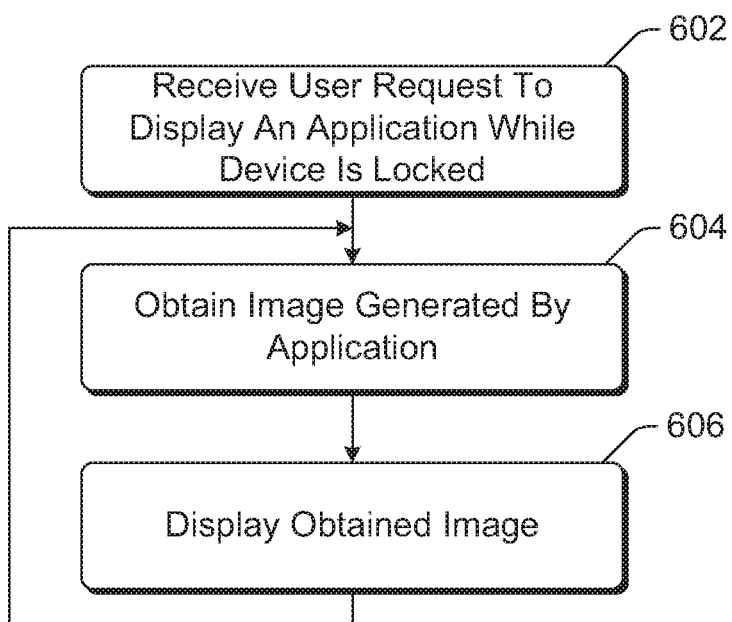 602
Receive User Request To
Display An Application While
Device Is Locked
604
Obtain Image Generated By
Application
606
Display Obtained Image